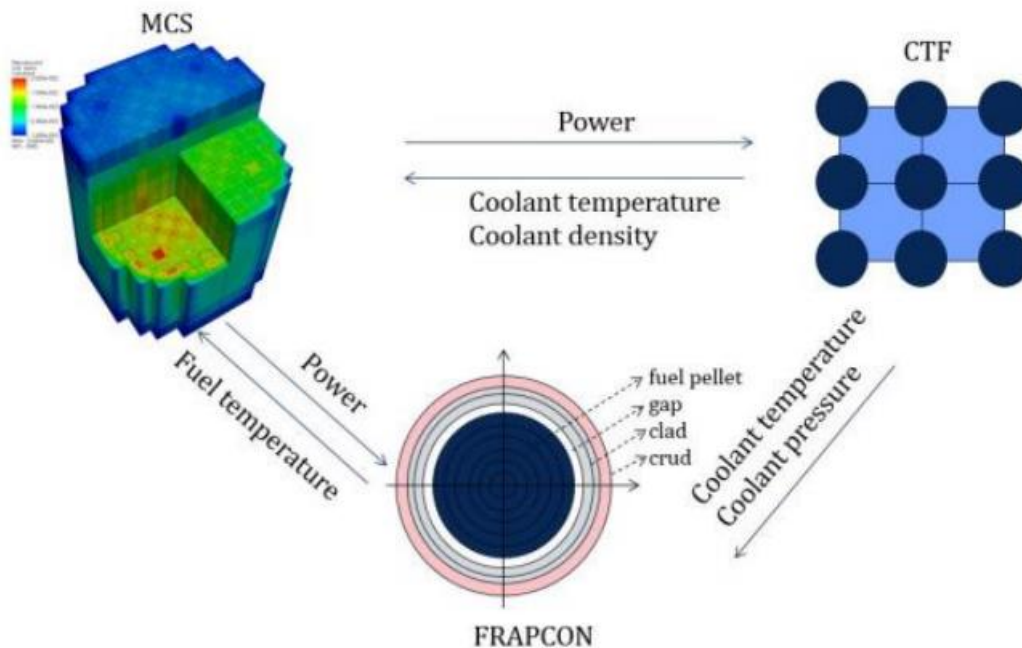 MCS
CTF
Power
Coolant temperature
Coolant density
Fuel temperature
Power
fuel pellet
gap
clad
crud
Coolant temperature
Coolant pressure
FRAPCON